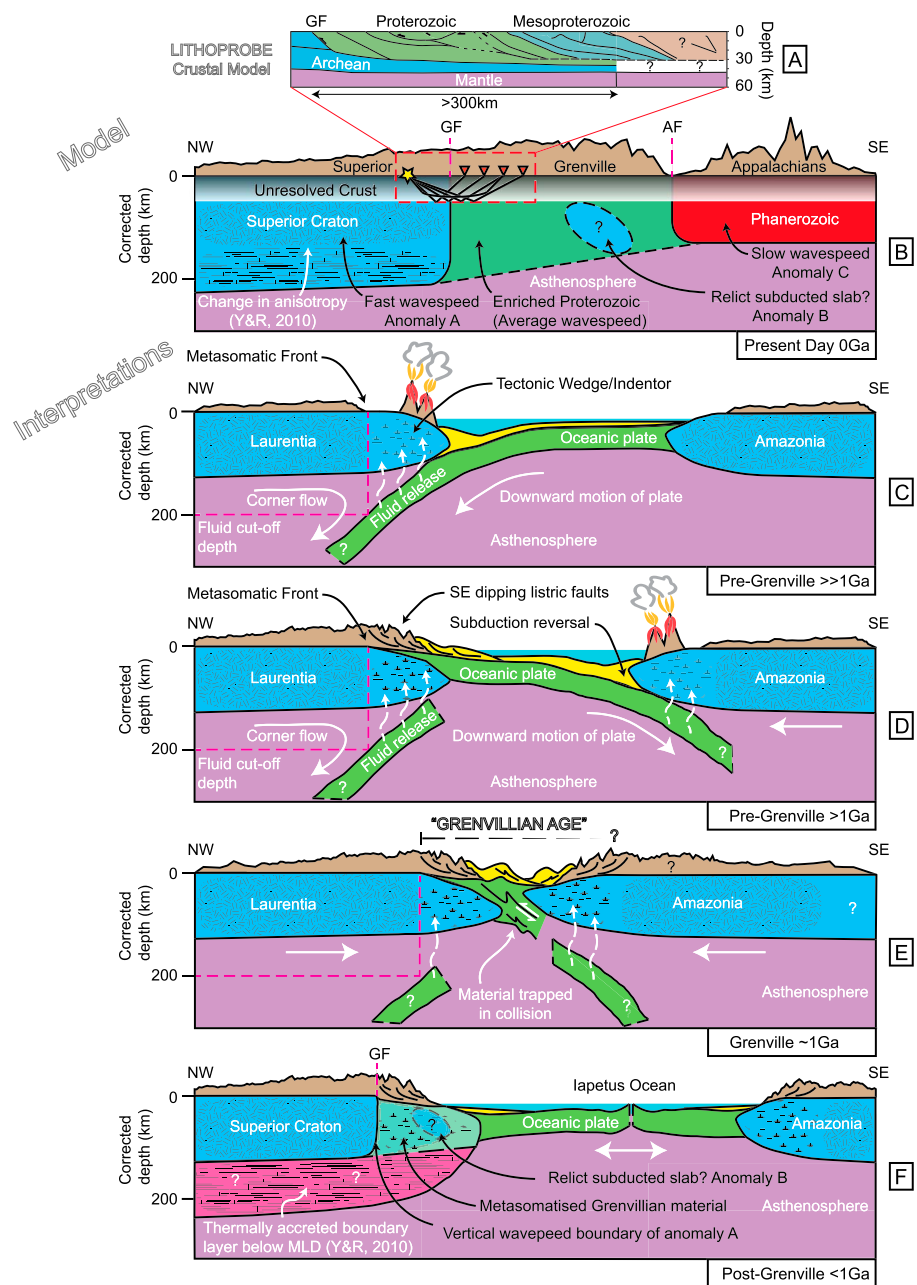 GF Proterozoic Mesoproterozoic
LITHOPROBE
Crustal Model
Archean
Mantle
? ? ?
0
30
60
Depth (km)
A
>300km
Model
NW GF AF SE
Superior Grenville Appalachians
0
200
Corrected
depth (km)
Unresolved Crust
Superior Craton
?
Phanerozoic
Asthenosphere
Change in anisotropy
(Y&R, 2010)
Fast wavespeed
Anomaly A
Enriched Proterozoic
(Average wavespeed)
Slow wavespeed
Anomaly C
Relict subducted slab?
Anomaly B
B
Present Day 0Ga
Interpretations
Metasomatic Front
NW SE
Tectonic Wedge/Indentor
0
200
Corrected
depth (km)
Laurentia
Oceanic plate
Amazonia
Corner flow
Fluid release
Downward motion of plate
Fluid cut-off
depth
?
Asthenosphere
C
Pre-Grenville >>1Ga
Metasomatic Front
SE dipping listric faults
Subduction reversal
NW SE
0
200
Corrected
depth (km)
Laurentia
Oceanic plate
Amazonia
Corner flow
Fluid release
Downward motion of plate
Fluid cut-off
depth
?
?
Asthenosphere
D
Pre-Grenville >1Ga
"GRENVILLIAN AGE" ?
NW SE
0
200
Corrected
depth (km)
?
Laurentia
Amazonia
?
?
Material trapped
in collision
?
Asthenosphere
E
Grenville ~1Ga
GF
NW SE
Iapetus Ocean
0
200
Corrected
depth (km)
Superior Craton
?
Oceanic plate
Amazonia
? ?
Relict subducted slab? Anomaly B
Metasomatised Grenvillian material
Asthenosphere
Thermally accreted boundary
layer below MLD (Y&R, 2010)
Vertical wavepeed boundary of anomaly A
F
Post-Grenville <1Ga